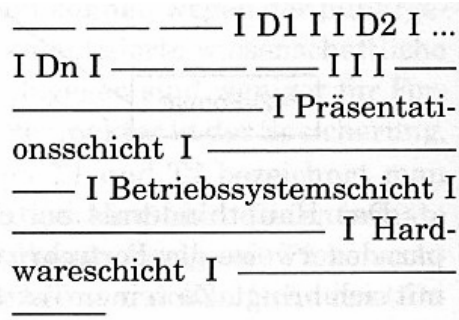 —— —— ——— I D1 I I D2 I ...
I Dn I ————— I I I
——————————— I Präsentati-
onsschicht I ———————————
——— I Betriebssystemschicht I
————————————— I Hard-
wareschicht I —————————
————